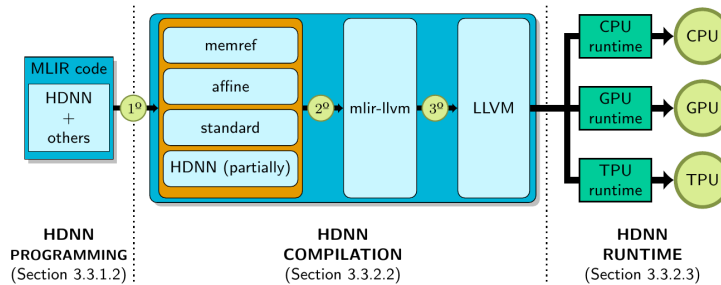 MLIR code
HDNN
+
others
1º
memref
affine
standard
HDNN (partially)
2º
mlir-llvm
3º
LLVM
CPU
runtime
CPU
GPU
runtime
GPU
TPU
runtime
TPU
HDNN
PROGRAMMING
(Section 3.3.1.2)
HDNN
COMPILATION
(Section 3.3.2.2)
HDNN
RUNTIME
(Section 3.3.2.3)